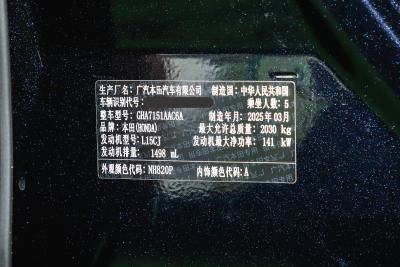 生产厂名：广汽本田汽车有限公司 制造国：中华人民共和国
车辆识别代号： 乘坐人数：5
整车型号：GHA7151AAC6A 制造年月：2025年03月
品牌：本田(HONDA) 最大允许总质量：2030 kg
发动机型号：L15CJ 发动机最大净功率：141 kW
发动机排量： 1498 mL
外观颜色代码：NH820P 内饰颜色代码：A